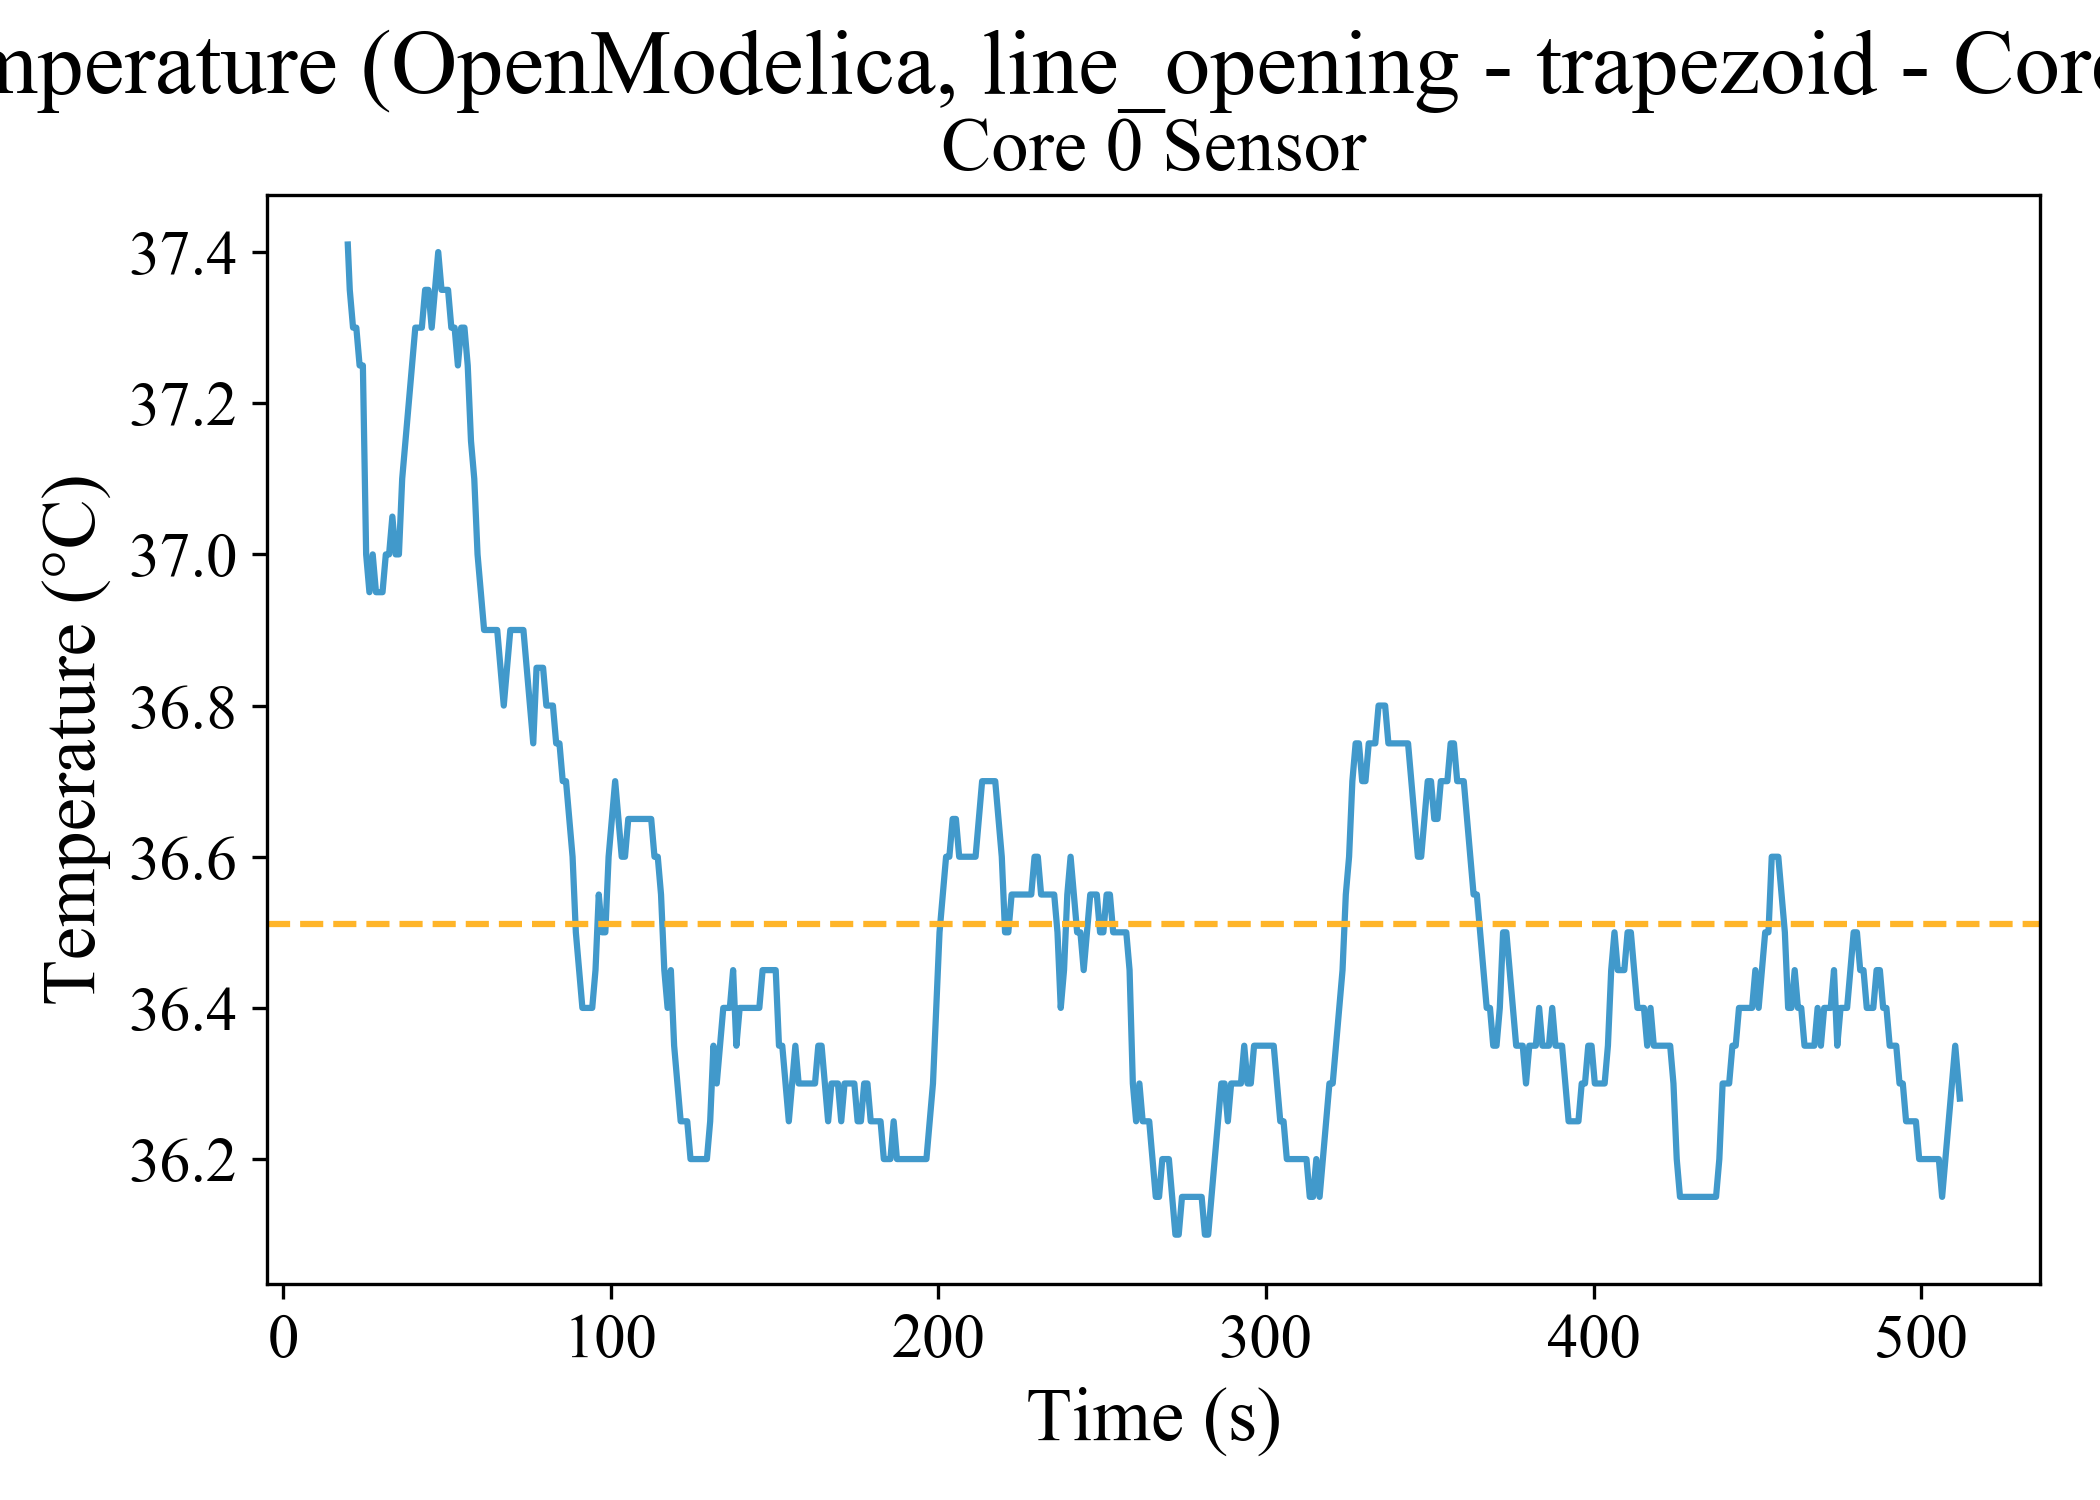 mperature (OpenModelica, line_opening - trapezoid - Core
Core 0 Sensor
37.4
37.2
37.0
36.8
36.6
36.4
36.2
Temperature (°C)
0 100 200 300 400 500
Time (s)